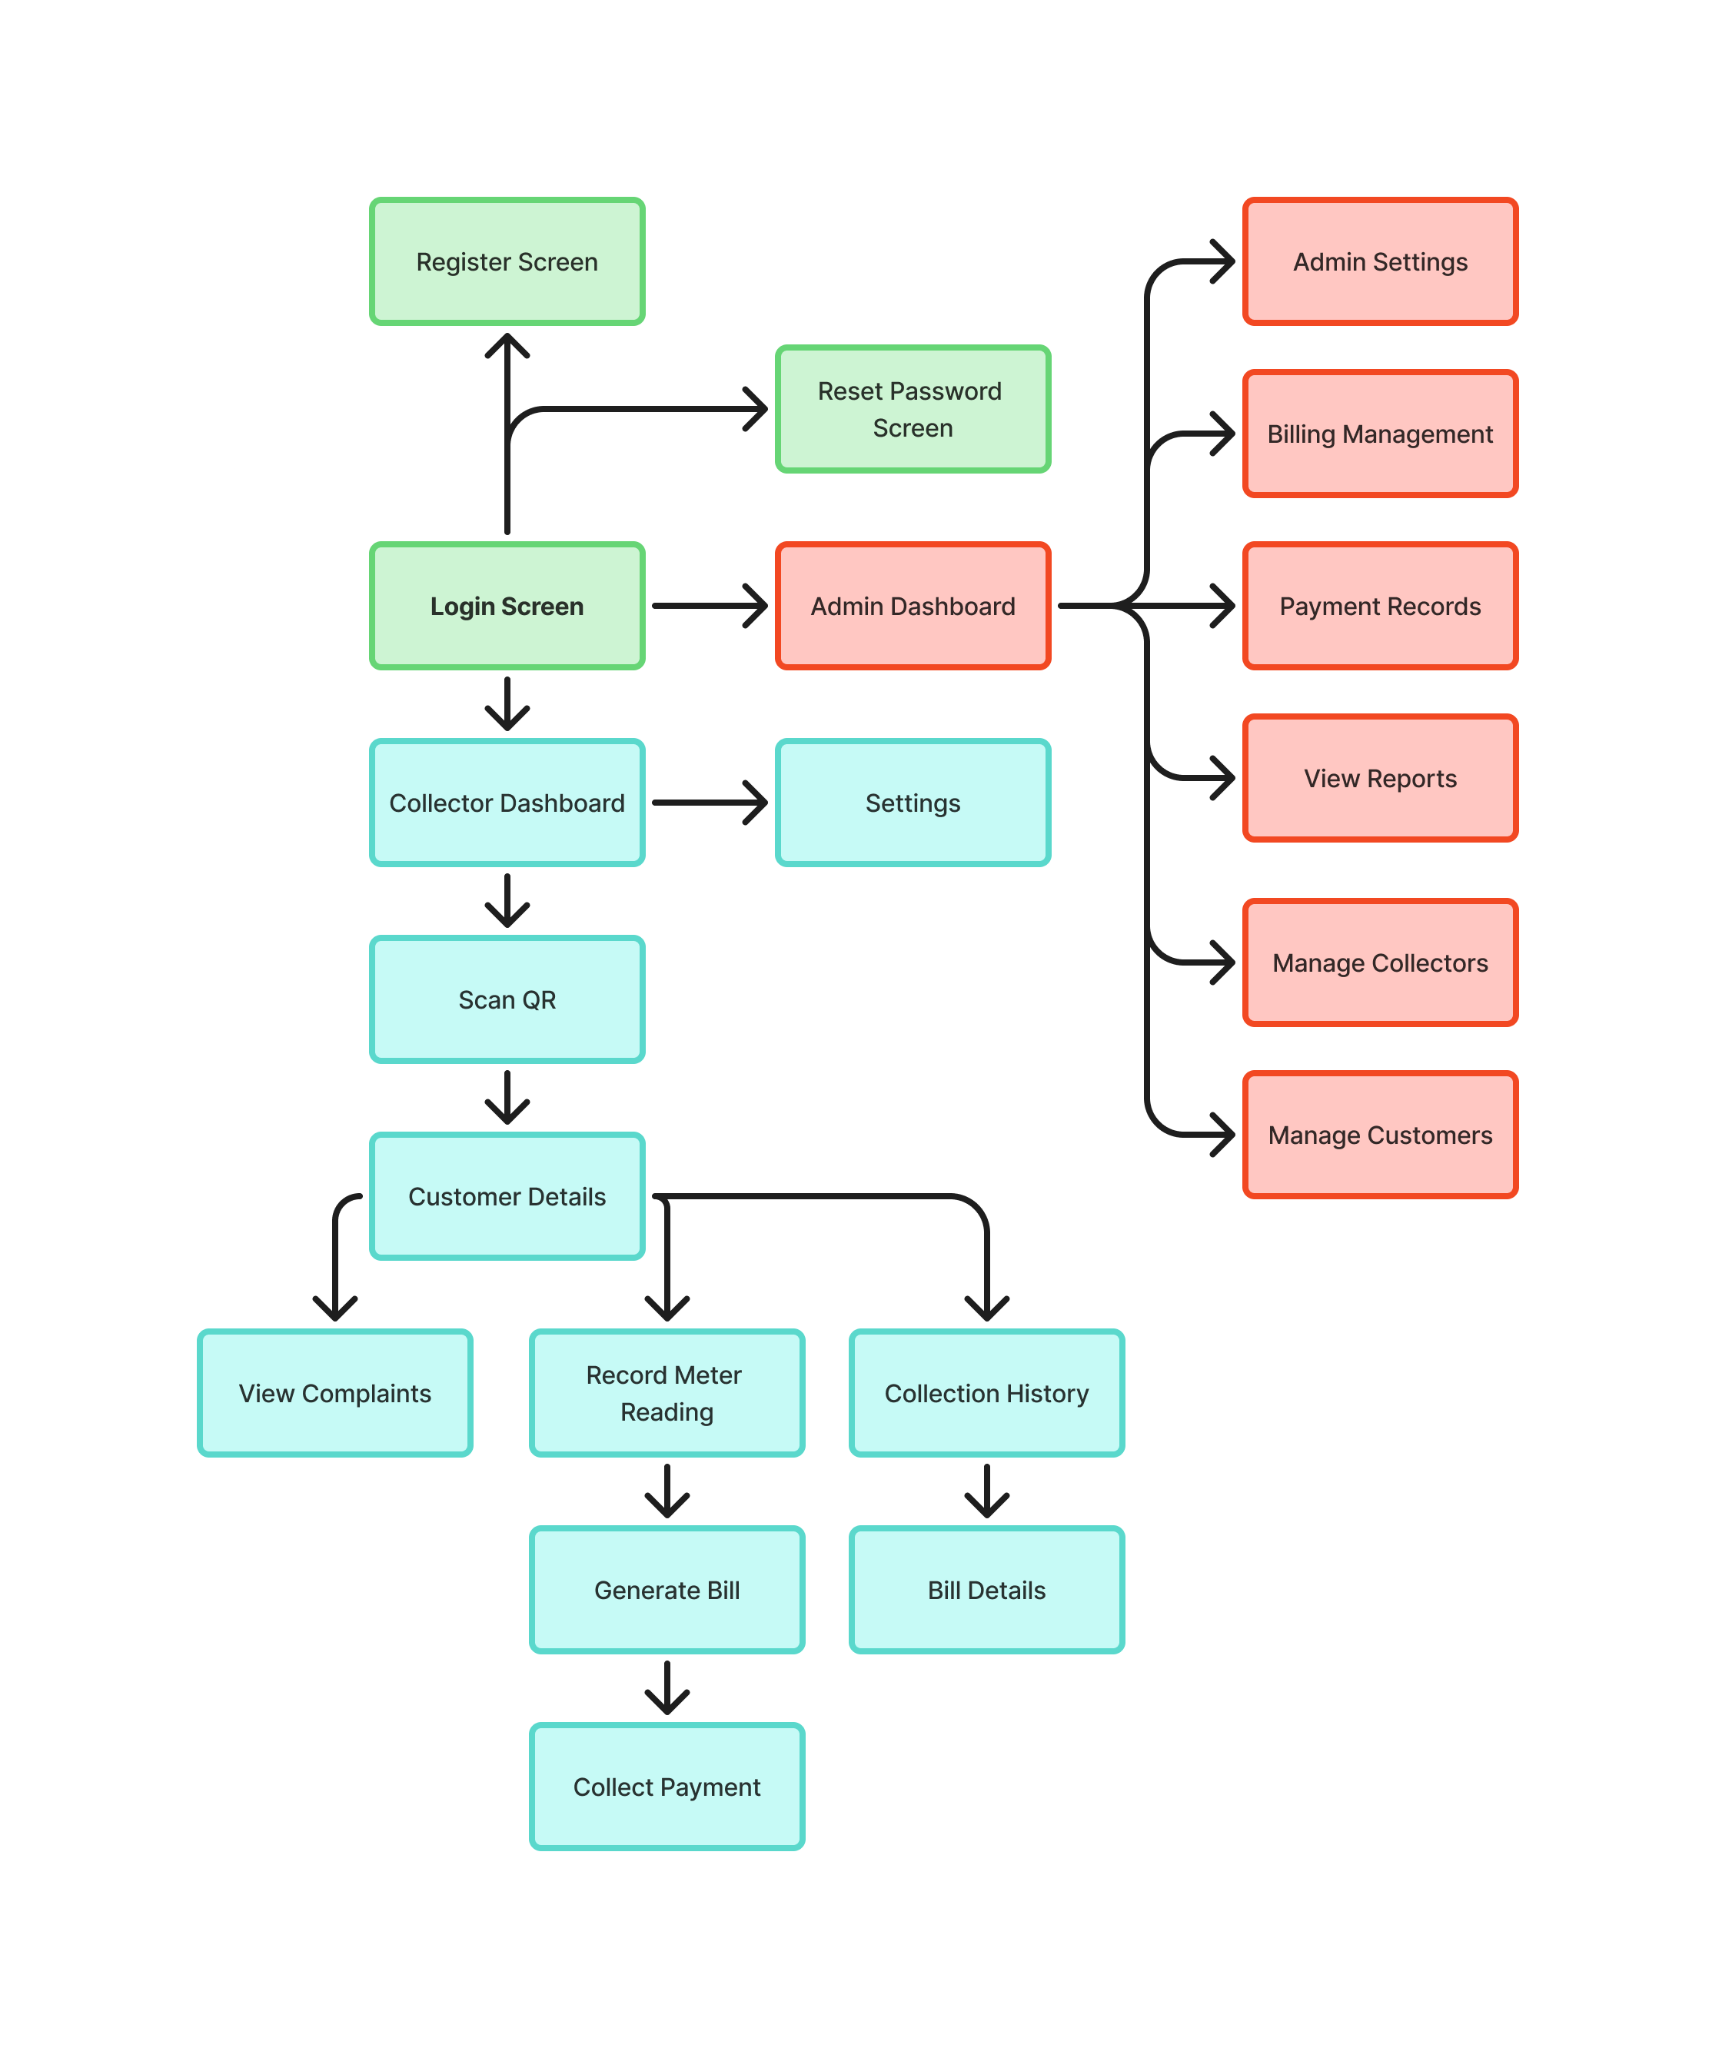 Register Screen
Admin Settings
Reset Password
Screen
Billing Management
Login Screen
Admin Dashboard
Payment Records
Collector Dashboard
Settings
View Reports
Scan QR
Manage Collectors
Customer Details
Manage Customers
View Complaints
Record Meter
Reading
Collection History
Generate Bill
Bill Details
Collect Payment